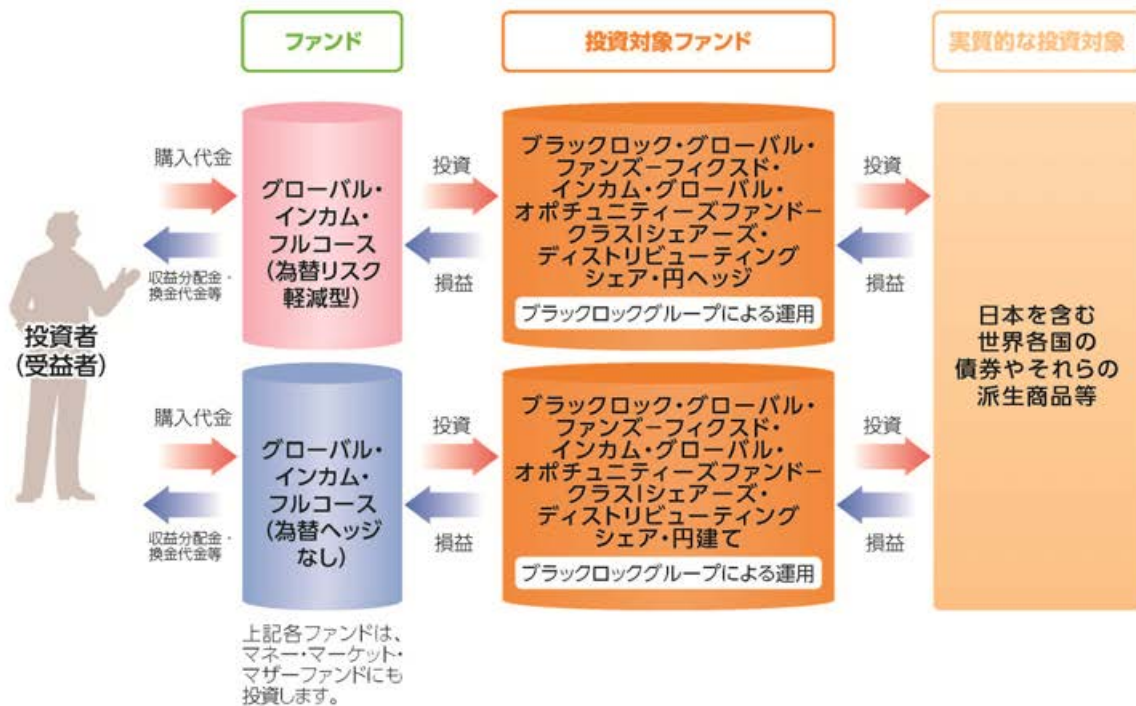 ファンド
投資対象ファンド
実質的な投資対象
購入代金
収益分配金・
換金代金等
投資者
(受益者)
グローバル・
インカム・
フルコース
(為替リスク
軽減型)
投資
損益
ブラックロック・グローバル・
ファンズーフィクスド・
インカム・グローバル・
オポチュニティーズファンドー
クラスIシェアーズ・
ディストリビューティング
シェア・円ヘッジ
ブラックロックグループによる運用
投資
損益
日本を含む
世界各国の
債券やそれらの
派生商品等
購入代金
収益分配金・
換金代金等
グローバル・
インカム・
フルコース
(為替ヘッジ
なし)
投資
損益
ブラックロック・グローバル・
ファンズーフィクスド・
インカム・グローバル・
オポチュニティーズファンドー
クラスIシェアーズ・
ディストリビューティング
シェア・円建て
ブラックロックグループによる運用
投資
損益
上記各ファンドは、
マネー・マーケット・
マザーファンドにも
投資します。